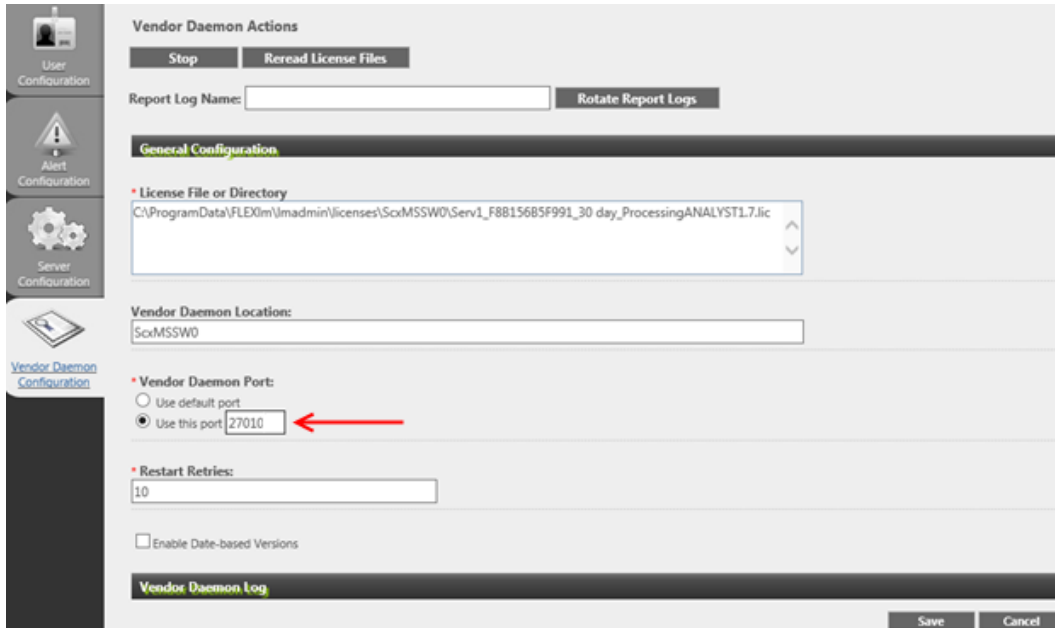 Vendor Daemon Actions
Stop
Reread License Files
Report Log Name:
Rotate Report Logs
General Configuration
* License File or Directory
C:\ProgramData\FLEXlm\lmadmin\licenses\ScxMSSW0\Serv1_F8B156B5F991_30 day_ProcessingANALYST1.7.lic
Vendor Daemon Location:
ScxMSSW0
* Vendor Daemon Port:
Use default port
Use this port 27010
* Restart Retries:
10
Enable Date-based Versions
Vendor Daemon Log
Save
Cancel
User
Configuration
Alert
Configuration
Server
Configuration
Vendor Daemon
Configuration